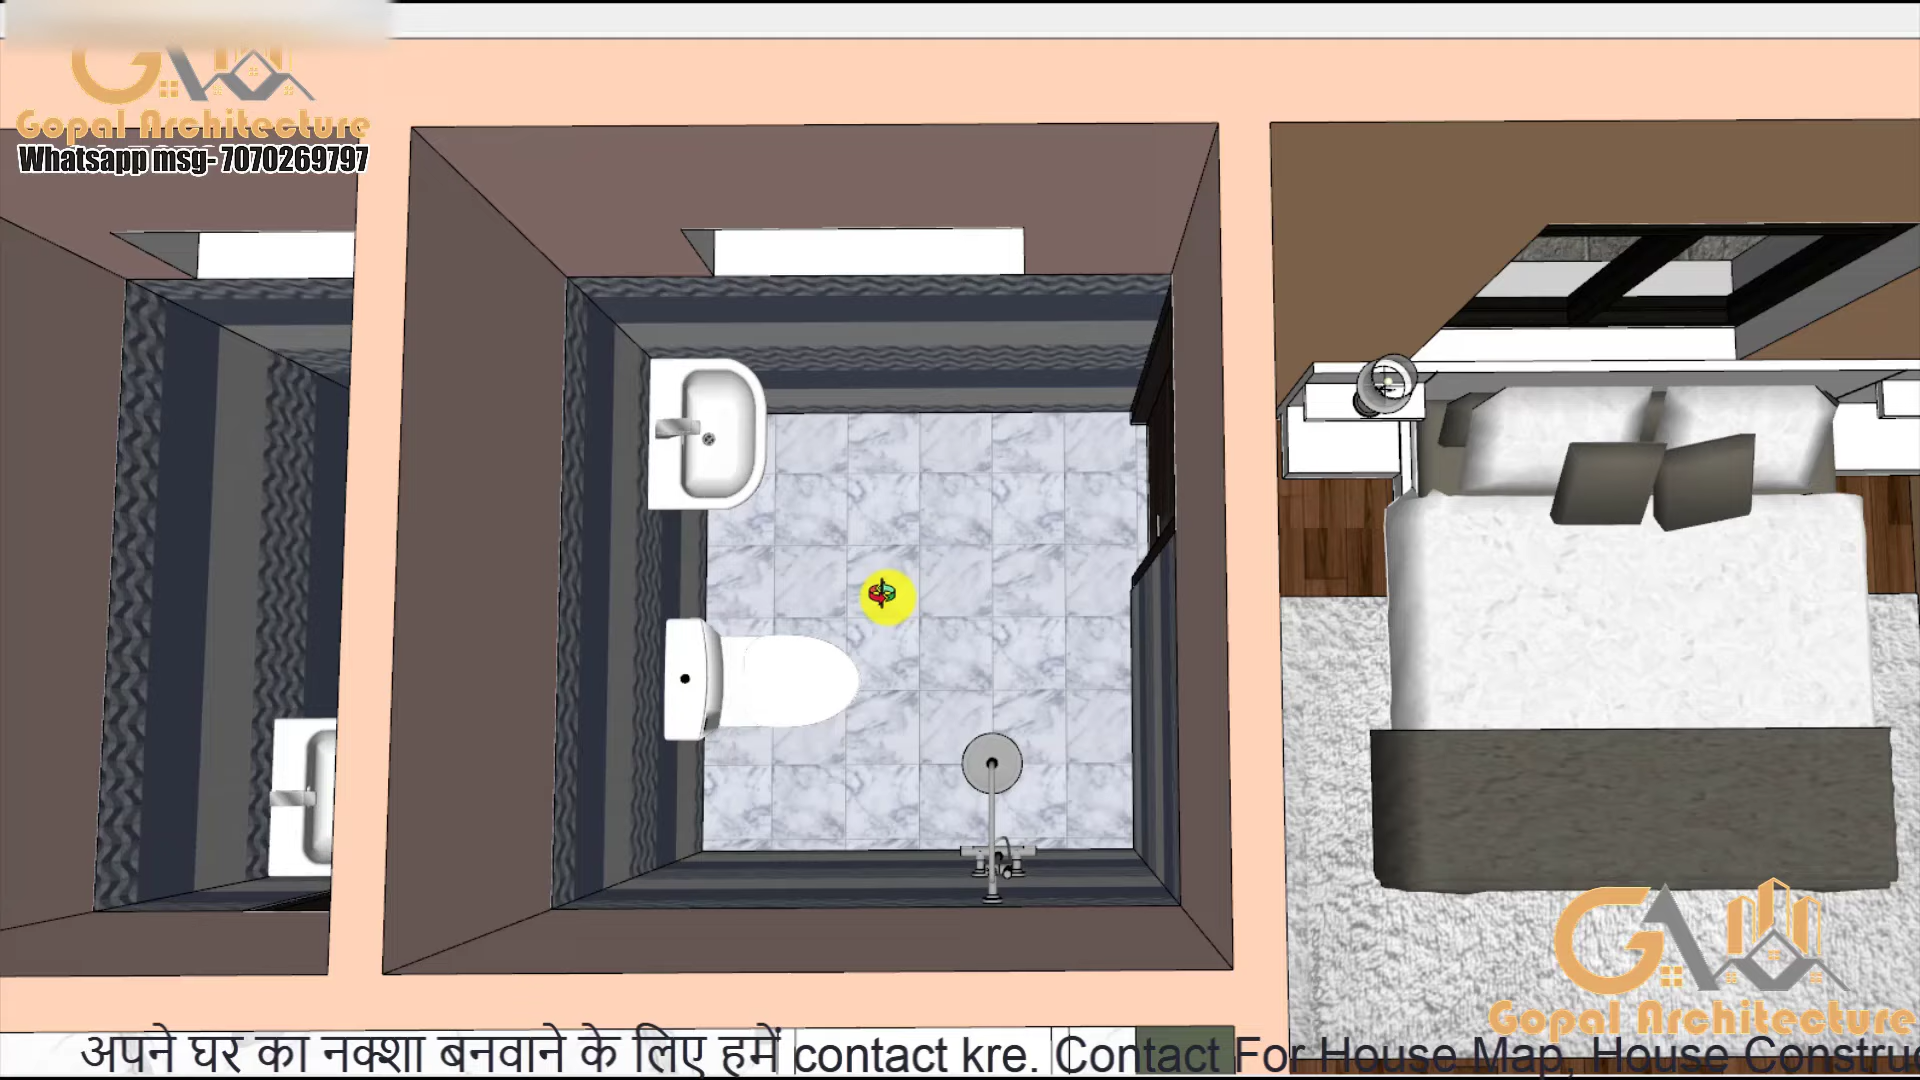 Gopal Architecture
Whatsapp msg- 7070269797
Gopal Architecture
अपने घर का नक्शा बनवाने के लिए हमें contact kre. Contact For House Map, House Construc